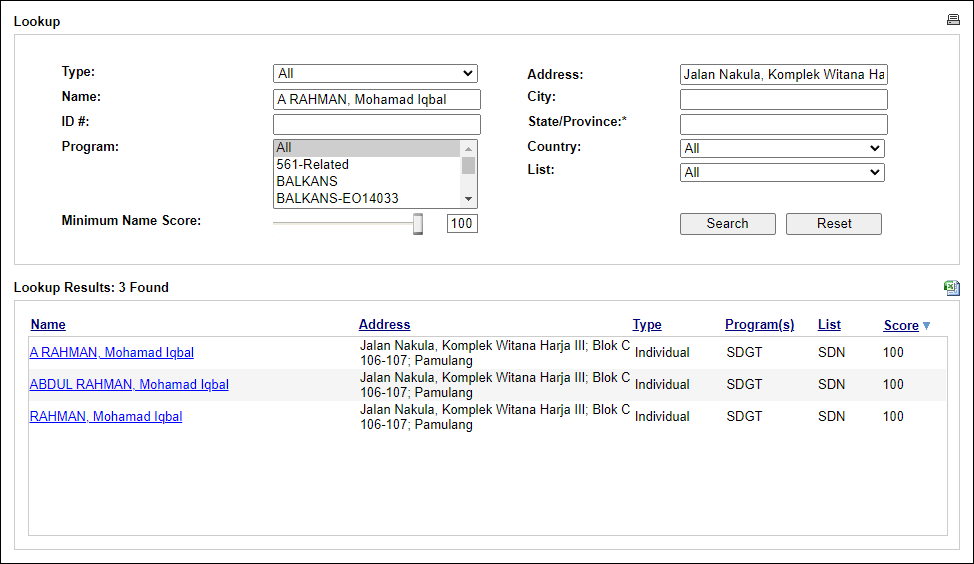 Lookup
Type: All
Name: A RAHMAN, Mohamad Iqbal
ID #:
Program: All
561-Related
BALKANS
BALKANS-EO14033
Minimum Name Score: 100
Address: Jalan Nakula, Komplek Witana Ha
City:
State/Province:*
Country: All
List: All
Search Reset
Lookup Results: 3 Found
Name Address Type Program(s) List Score
A RAHMAN, Mohamad Iqbal Jalan Nakula, Komplek Witana Harja III; Blok C Individual SDGT SDN 100
106-107; Pamulang
ABDUL RAHMAN, Mohamad Iqbal Jalan Nakula, Komplek Witana Harja III; Blok C Individual SDGT SDN 100
106-107; Pamulang
RAHMAN, Mohamad Iqbal Jalan Nakula, Komplek Witana Harja III; Blok C Individual SDGT SDN 100
106-107; Pamulang